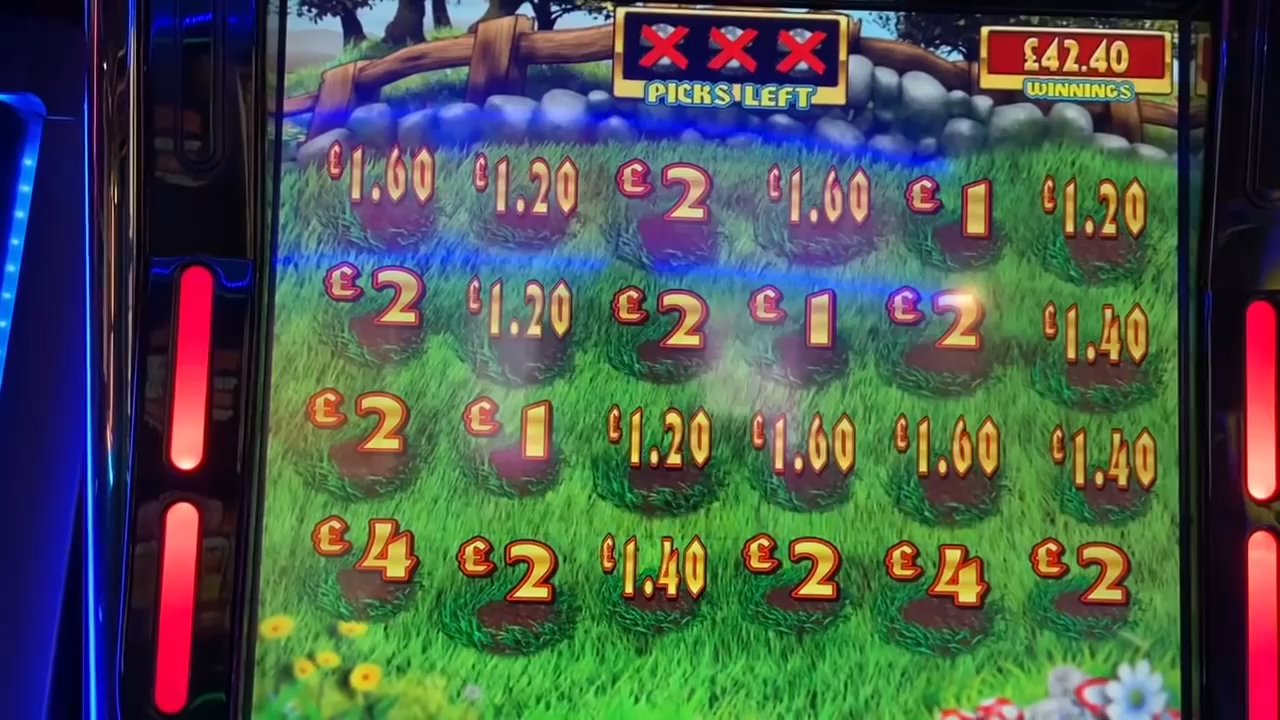 PICKS LEFT
£42.40
WINNINGS
£1.60 £1.20 £2 £1.60 £1 £1.20
£2 £1.20 £2 £1 £2 £1.40
£2 £1 £1.20 £1.60 £1.60 £1.40
£4 £2 £1.40 £2 £4 £2